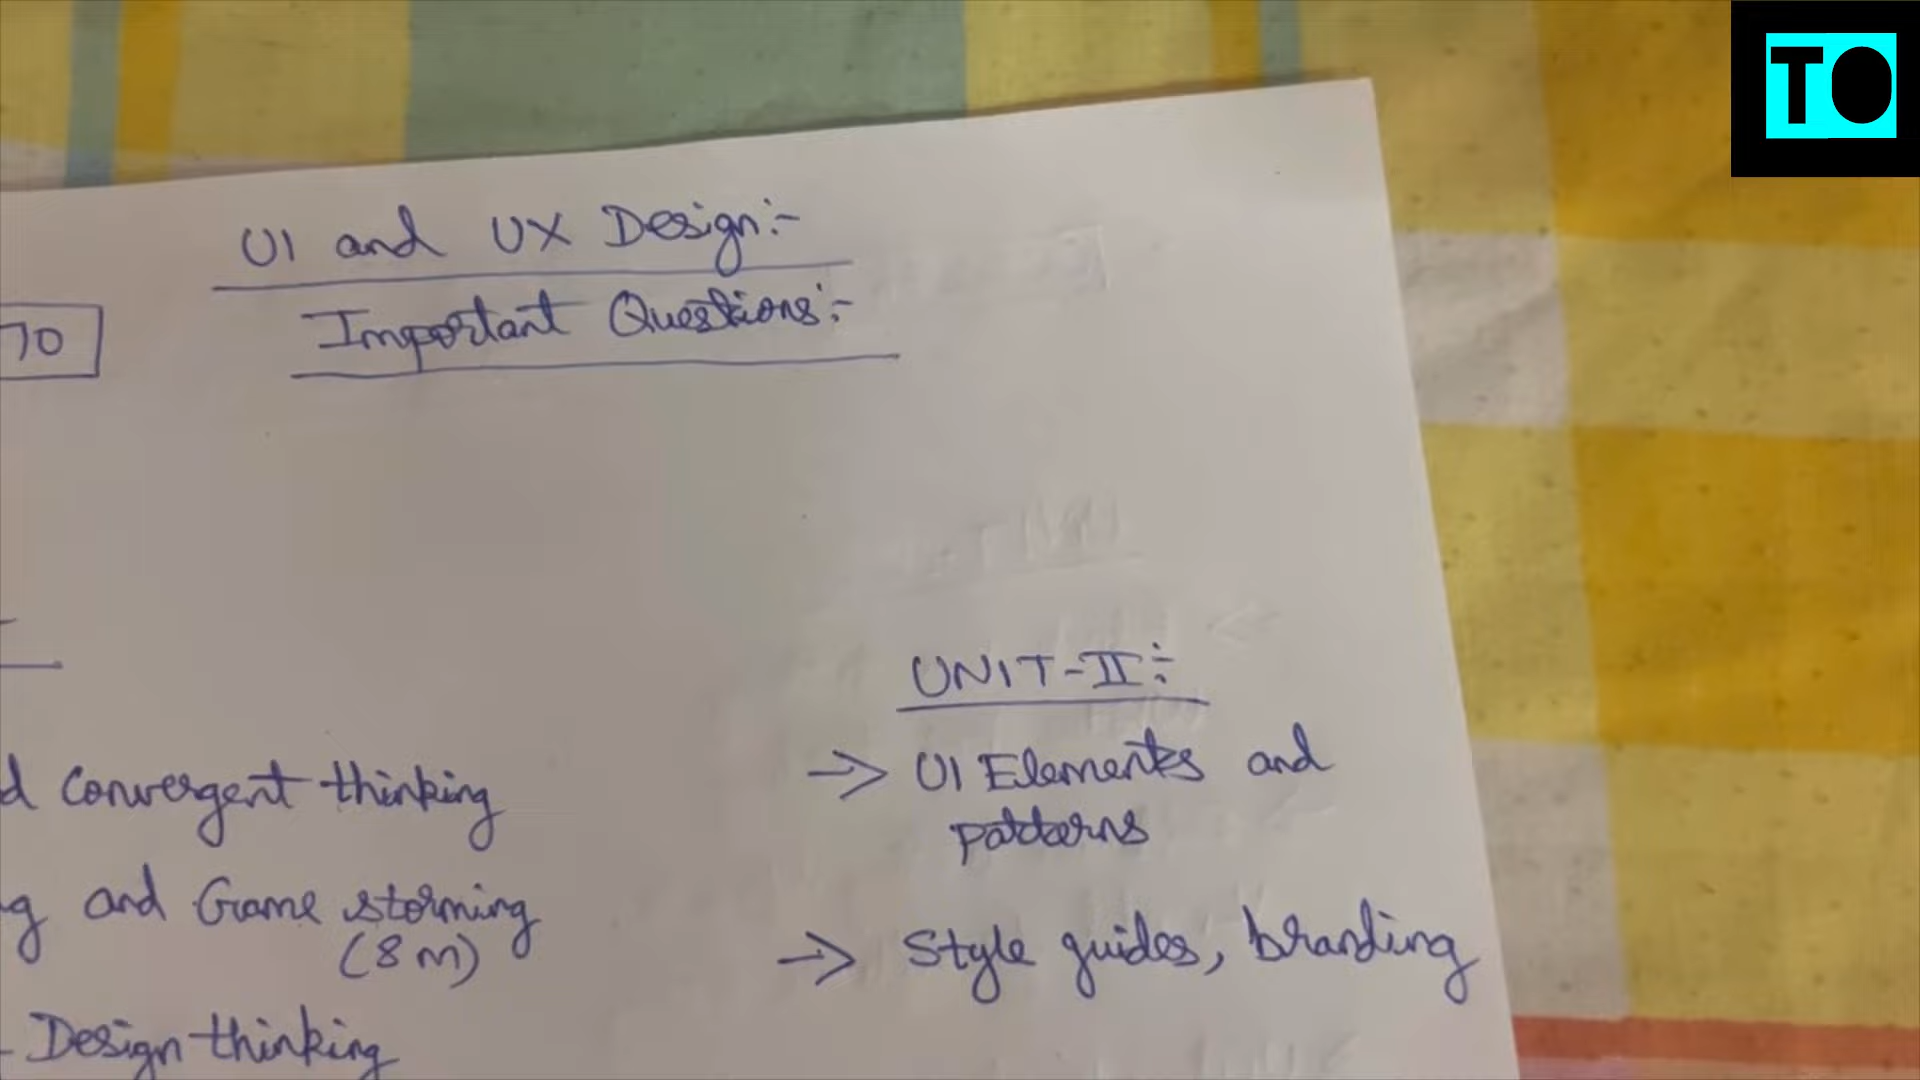 TO
UI and UX Design:-
Important Questions:-
70
UNIT-II:
convergent thinking
→ UI Elements and
patterns
and Game storming
(8 m)
→ Style guides, branding
Design thinking